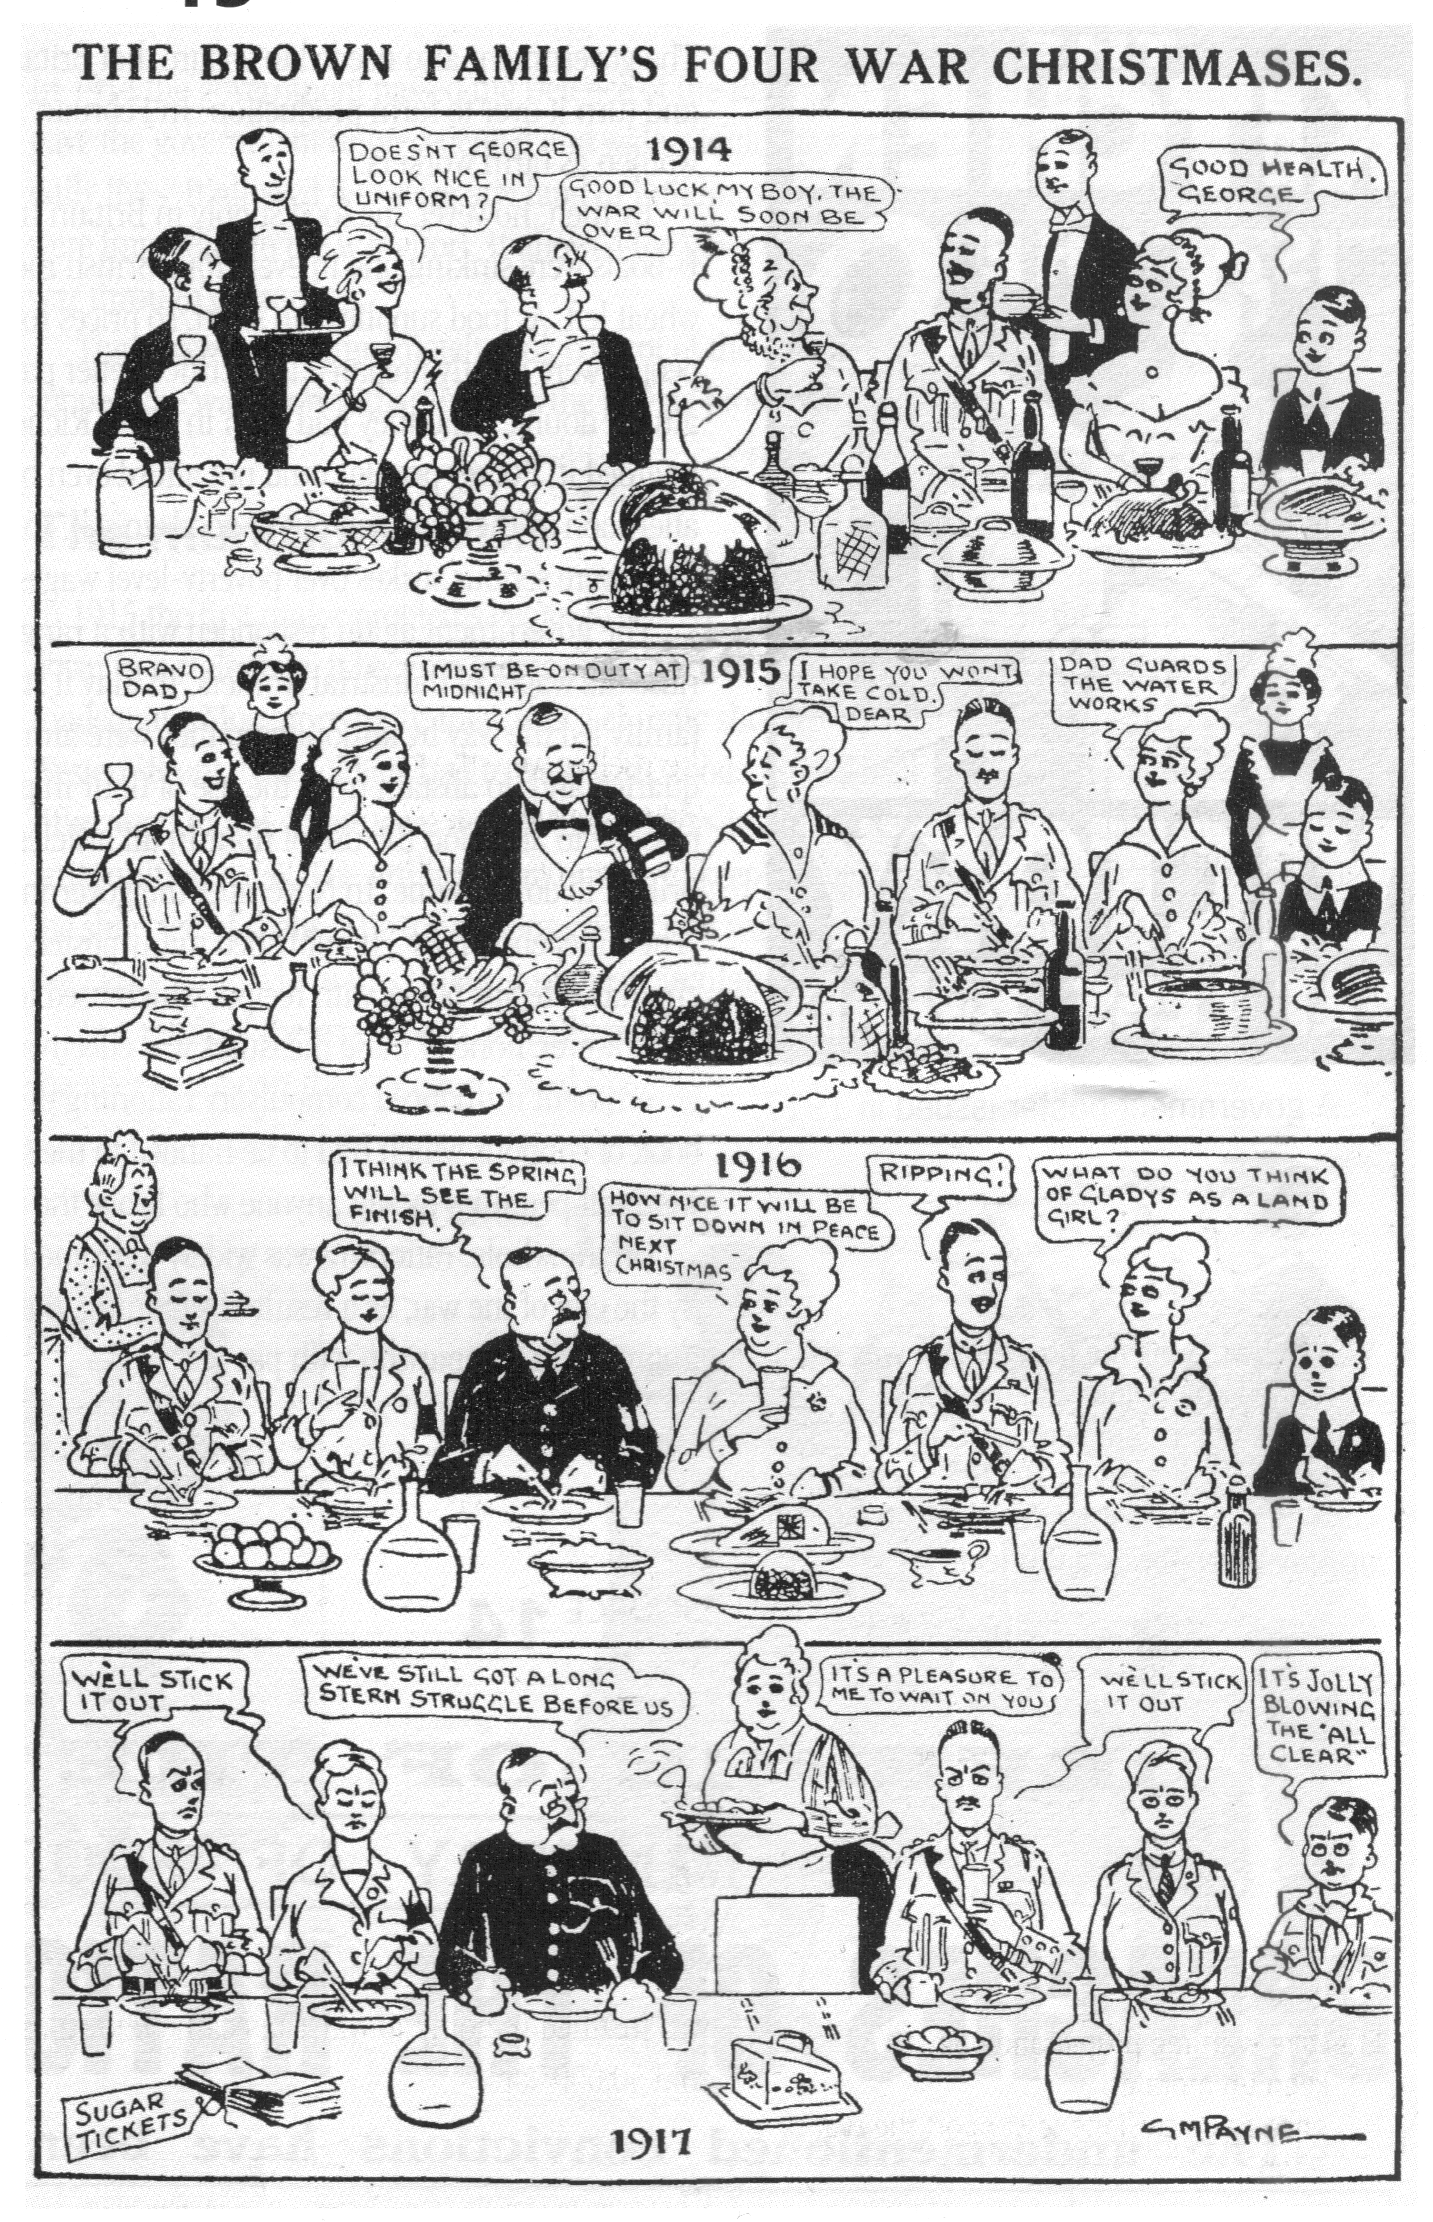 THE BROWN FAMILY'S FOUR WAR CHRISTMASES.
1914
DOESN'T GEORGE
LOOK NICE IN
UNIFORM?
GOOD LUCK, MY BOY, THE
WAR WILL SOON BE
OVER
GOOD HEALTH.
GEORGE
1915
BRAVO
DAD
I MUST BE ON DUTY AT
MIDNIGHT
I HOPE YOU WONT
TAKE COLD.
DEAR
DAD GUARDS
THE WATER
WORKS
1916
I THINK THE SPRING
WILL SEE THE
FINISH.
HOW NICE IT WILL BE
TO SIT DOWN IN PEACE
NEXT
CHRISTMAS
RIPPING!
WHAT DO YOU THINK
OF GLADYS AS A LAND
GIRL?
WE'LL STICK
IT OUT
WE'VE STILL GOT A LONG
STERN STRUGGLE BEFORE US
IT'S A PLEASURE TO
ME TO WAIT ON YOU
WE'LL STICK
IT OUT
IT'S JOLLY
BLOWING
THE "ALL
CLEAR"
SUGAR
TICKETS
1917
GMPAYNE